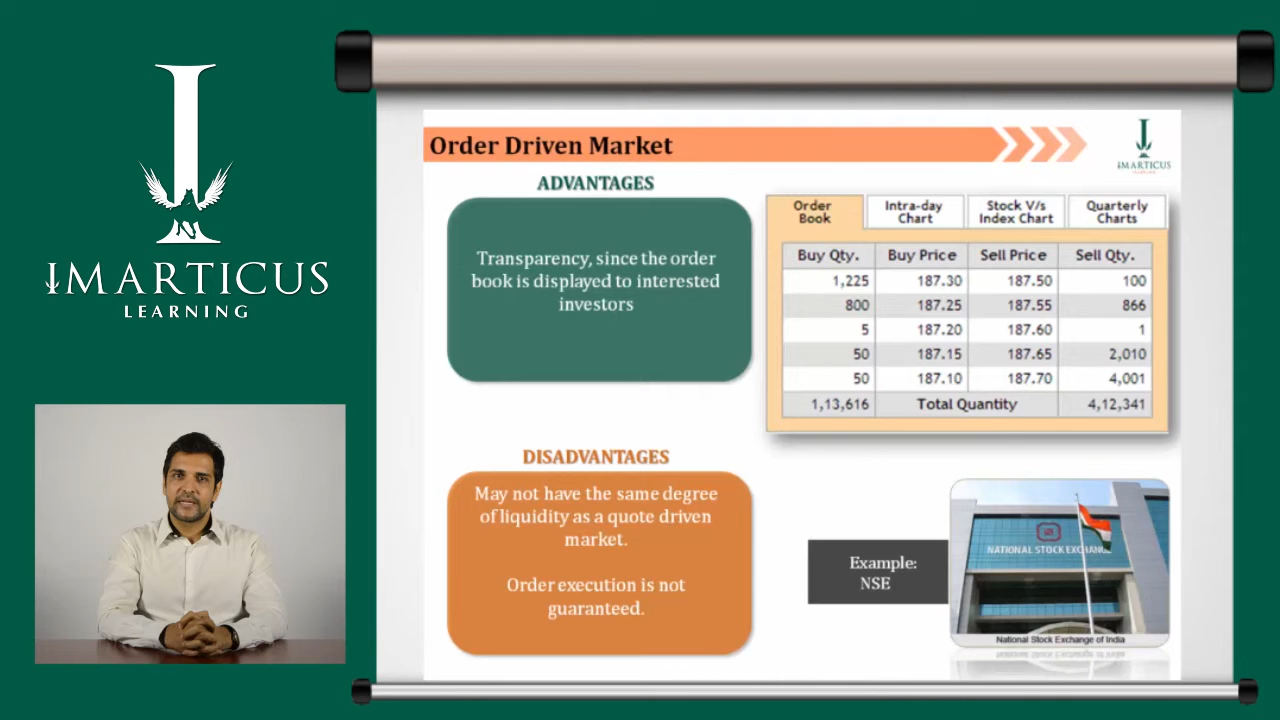 IMARTICUS
LEARNING
Order Driven Market
IMARTICUS
ADVANTAGES
Transparency, since the order
book is displayed to interested
investors
Order Book
Intra-day Chart
Stock V/s Index Chart
Quarterly Charts
Buy Qty. Buy Price Sell Price Sell Qty.
1,225 187.30 187.50 100
800 187.25 187.55 866
5 187.20 187.60 1
50 187.15 187.65 2,010
50 187.10 187.70 4,001
1,13,616 Total Quantity 4,12,341
DISADVANTAGES
May not have the same degree
of liquidity as a quote driven
market.
Order execution is not
guaranteed.
Example:
NSE
NATIONAL STOCK EXCHANGE
National Stock Exchange of India